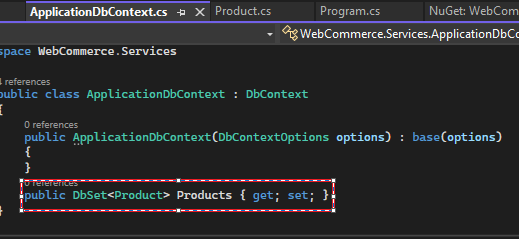 ApplicationDbContext.cs Product.cs Program.cs NuGet: WebComm
WebCommerce.Services.ApplicationDbCo
space WebCommerce.Services
4 references
public class ApplicationDbContext : DbContext
{
0 references
public ApplicationDbContext(DbContextOptions options) : base(options)
{
}
0 references
public DbSet<Product> Products { get; set; }
}